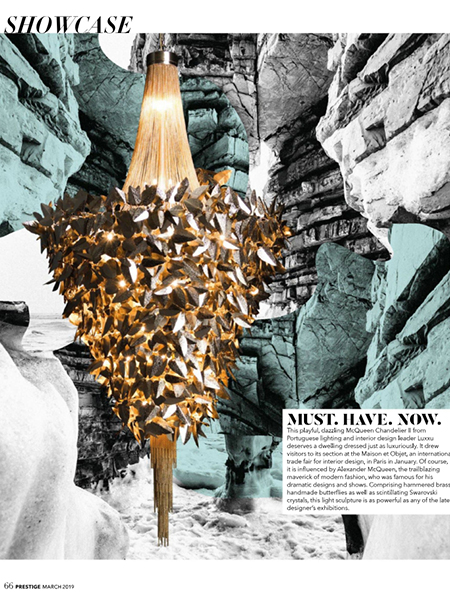 SHOWCASE
MUST. HAVE. NOW.
This playful, dazzling McQueen Chandelier II from
Portuguese lighting and interior design leader Luxxu
deserves a dwelling dressed just as luxuriously. It drew
visitors to its section at the Maison et Objet, an internationa
trade fair for interior design, in Paris in January. Of course,
it is influenced by Alexander McQueen, the trailblazing
maverick of modern fashion, who was famous for his
dramatic designs and shows. Comprising hammered brass
handmade butterflies as well as scintillating Swarovski
crystals, this light sculpture is as powerful as any of the late
designer's exhibitions.
66 PRESTIGE MARCH 2019